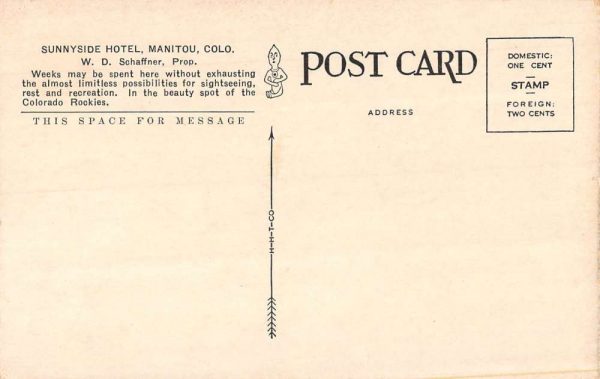 SUNNYSIDE HOTEL, MANITOU, COLO.
W. D. Schaffner, Prop.
Weeks may be spent here without exhausting
the almost limitless possibilities for sightseeing,
rest and recreation. In the beauty spot of the
Colorado Rockies.
THIS SPACE FOR MESSAGE
POST CARD
ADDRESS
DOMESTIC:
ONE CENT
STAMP
FOREIGN:
TWO CENTS
H-H-T-CO